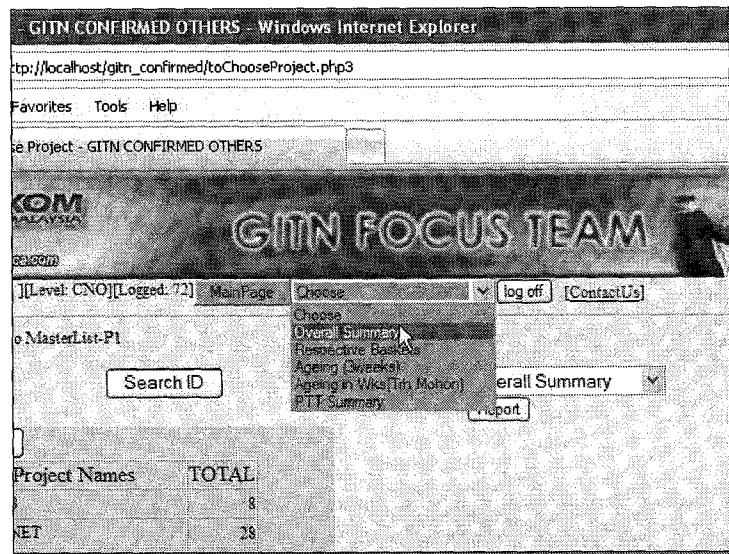 - GITN CONFIRMED OTHERS - Windows Internet Explorer
ttp://localhost/gitn_confirmed/toChooseProject.php3
Favorites Tools Help
se Project - GITN CONFIRMED OTHERS
KOM
MALAYSIA
GITN FOCUS TEAM
][Level: CNO][Logged: 72] MainPage Choose log off [ContactUs]
Choose
o MasterList-P1
Overall Summary
Respective Baskets
Ageing (3weeks)
Search ID
Ageing in Wks[Trh Mohon]
erall Summary
PTT Summary
Report
Project Names TOTAL
8
NET 28